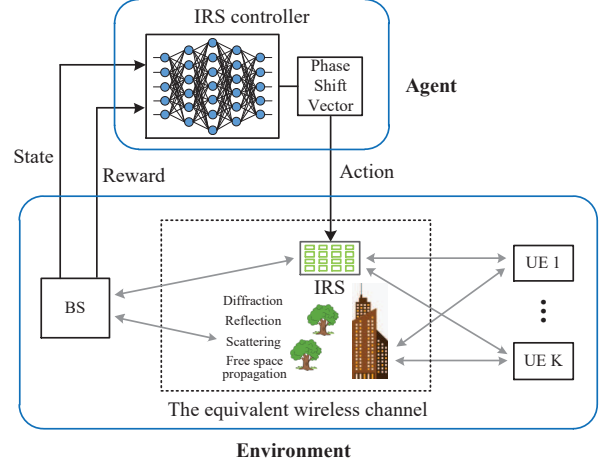 IRS controller
Phase
Shift
Vector
Agent
State
Reward
Action
BS
IRS
UE 1
Diffraction
Reflection
Scattering
Free space
propagation
UE K
The equivalent wireless channel
Environment